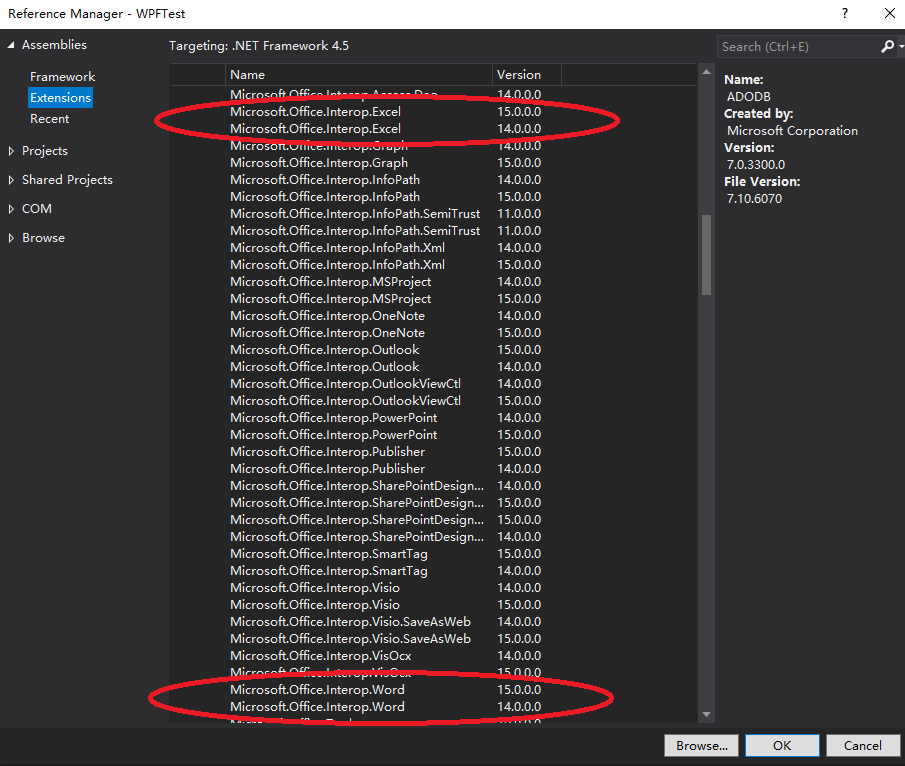 Reference Manager - WPFTest
?
Assemblies
Framework
Extensions
Recent
Projects
Shared Projects
COM
Browse
Targeting: .NET Framework 4.5
Name Version
Microsoft.Office.Interop.Access.Dao 14.0.0.0
Microsoft.Office.Interop.Excel 15.0.0.0
Microsoft.Office.Interop.Excel 14.0.0.0
Microsoft.Office.Interop.Graph 14.0.0.0
Microsoft.Office.Interop.Graph 15.0.0.0
Microsoft.Office.Interop.InfoPath 14.0.0.0
Microsoft.Office.Interop.InfoPath 15.0.0.0
Microsoft.Office.Interop.InfoPath.SemiTrust 11.0.0.0
Microsoft.Office.Interop.InfoPath.SemiTrust 11.0.0.0
Microsoft.Office.Interop.InfoPath.Xml 14.0.0.0
Microsoft.Office.Interop.InfoPath.Xml 15.0.0.0
Microsoft.Office.Interop.MSProject 14.0.0.0
Microsoft.Office.Interop.MSProject 15.0.0.0
Microsoft.Office.Interop.OneNote 14.0.0.0
Microsoft.Office.Interop.OneNote 15.0.0.0
Microsoft.Office.Interop.Outlook 15.0.0.0
Microsoft.Office.Interop.Outlook 14.0.0.0
Microsoft.Office.Interop.OutlookViewCtl 14.0.0.0
Microsoft.Office.Interop.OutlookViewCtl 15.0.0.0
Microsoft.Office.Interop.PowerPoint 14.0.0.0
Microsoft.Office.Interop.PowerPoint 15.0.0.0
Microsoft.Office.Interop.Publisher 15.0.0.0
Microsoft.Office.Interop.Publisher 14.0.0.0
Microsoft.Office.Interop.SharePointDesign... 14.0.0.0
Microsoft.Office.Interop.SharePointDesign... 15.0.0.0
Microsoft.Office.Interop.SharePointDesign... 15.0.0.0
Microsoft.Office.Interop.SharePointDesign... 14.0.0.0
Microsoft.Office.Interop.SmartTag 15.0.0.0
Microsoft.Office.Interop.SmartTag 14.0.0.0
Microsoft.Office.Interop.Visio 14.0.0.0
Microsoft.Office.Interop.Visio 15.0.0.0
Microsoft.Office.Interop.Visio.SaveAsWeb 14.0.0.0
Microsoft.Office.Interop.Visio.SaveAsWeb 15.0.0.0
Microsoft.Office.Interop.VisOcx 14.0.0.0
Microsoft.Office.Interop.VisOcx 15.0.0.0
Microsoft.Office.Interop.Word 15.0.0.0
Microsoft.Office.Interop.Word 14.0.0.0
Search (Ctrl+E)
Name:
ADODB
Created by:
Microsoft Corporation
Version:
7.0.3300.0
File Version:
7.10.6070
Browse... OK Cancel